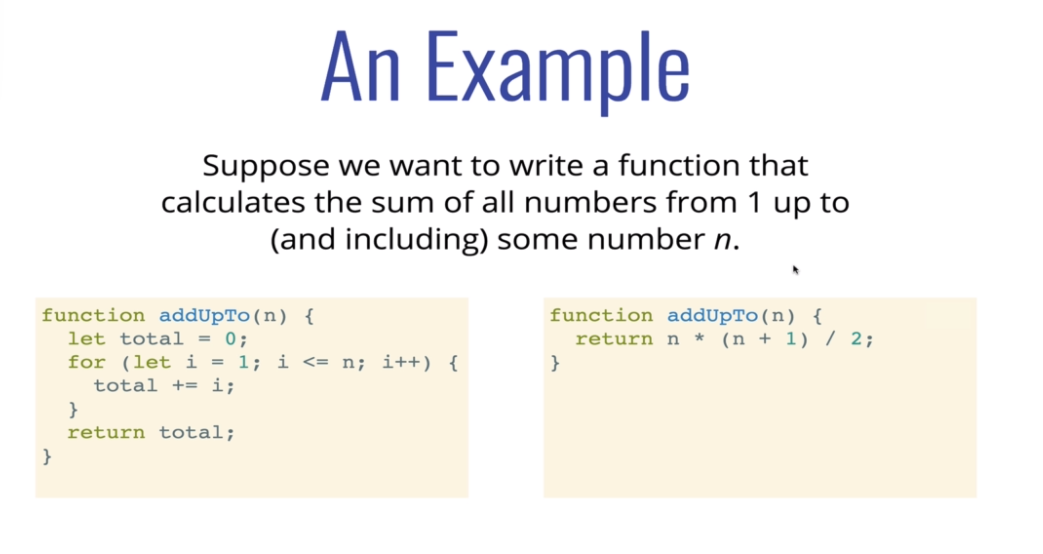 An Example
Suppose we want to write a function that
calculates the sum of all numbers from 1 up to
(and including) some number n.
function addUpTo(n) {
  let total = 0;
  for (let i = 1; i <= n; i++) {
    total += i;
  }
  return total;
}
function addUpTo(n) {
  return n * (n + 1) / 2;
}